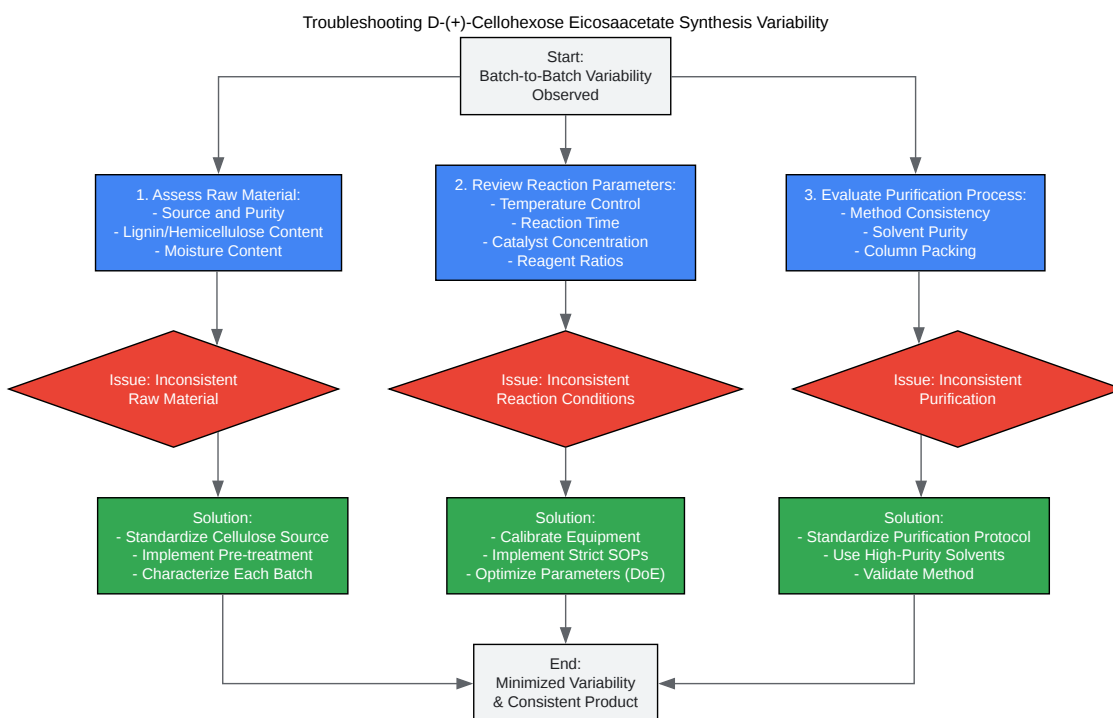 Troubleshooting D-(+)-Cellohexose Eicosaacetate Synthesis Variability
Start:
Batch-to-Batch Variability
Observed
1. Assess Raw Material:
- Source and Purity
- Lignin/Hemicellulose Content
- Moisture Content
2. Review Reaction Parameters:
- Temperature Control
- Reaction Time
- Catalyst Concentration
- Reagent Ratios
3. Evaluate Purification Process:
- Method Consistency
- Solvent Purity
- Column Packing
Issue: Inconsistent
Raw Material
Issue: Inconsistent
Reaction Conditions
Issue: Inconsistent
Purification
Solution:
- Standardize Cellulose Source
- Implement Pre-treatment
- Characterize Each Batch
Solution:
- Calibrate Equipment
- Implement Strict SOPs
- Optimize Parameters (DoE)
Solution:
- Standardize Purification Protocol
- Use High-Purity Solvents
- Validate Method
End:
Minimized Variability
& Consistent Product